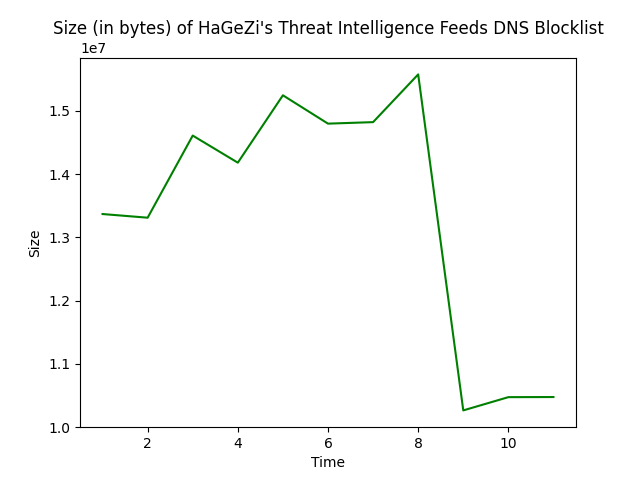 Size (in bytes) of HaGeZi's Threat Intelligence Feeds DNS Blocklist
1e7
1.5
1.4
1.3
1.2
1.1
1.0
Size
2 4 6 8 10
Time